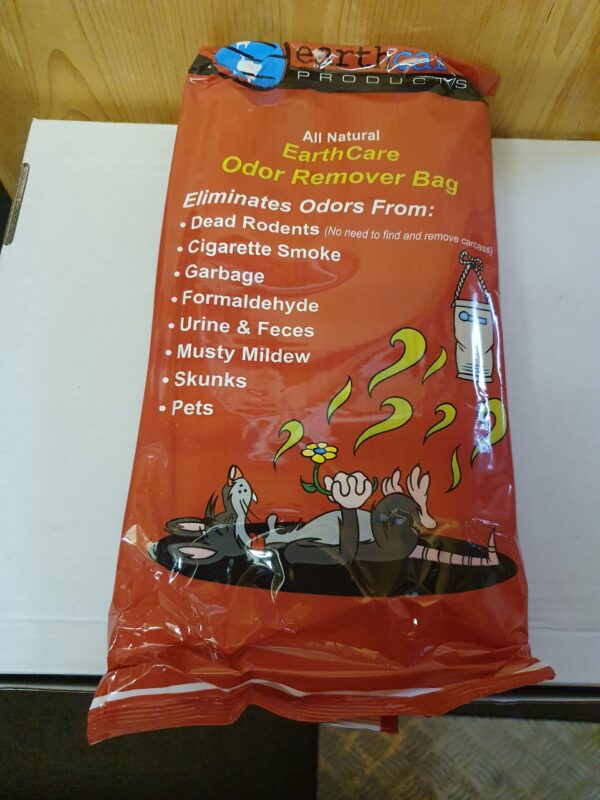 earthcare
PRODUCTS
All Natural
EarthCare
Odor Remover Bag
Eliminates Odors From:
• Dead Rodents (No need to find and remove carcass)
• Cigarette Smoke
• Garbage
• Formaldehyde
• Urine & Feces
• Musty Mildew
• Skunks
• Pets